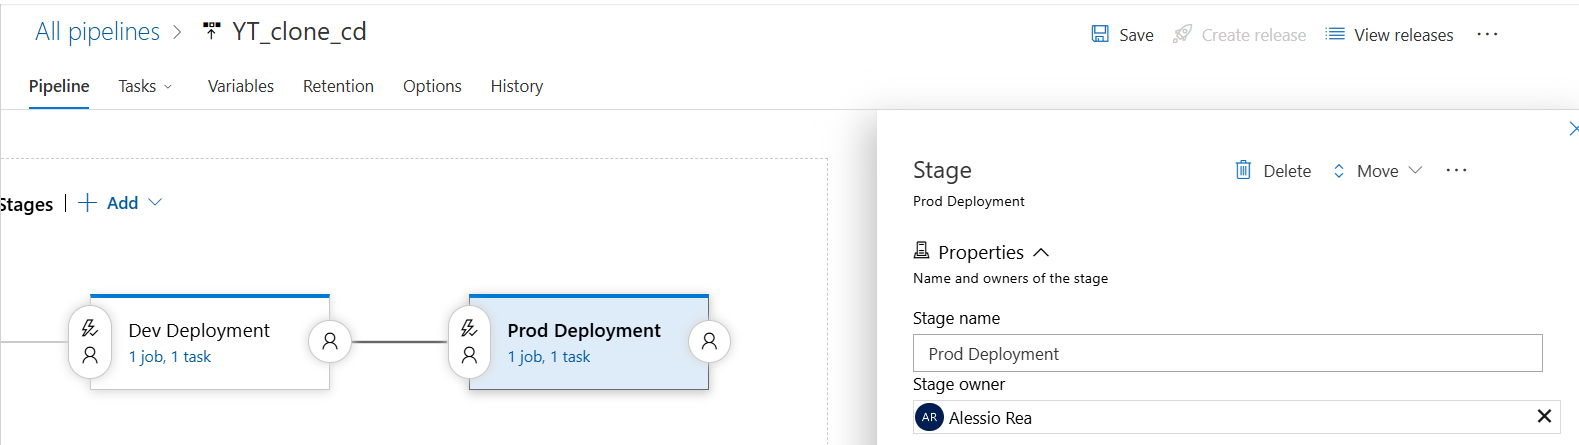 All pipelines > YT_clone_cd
Save Create release View releases ...
Pipeline Tasks Variables Retention Options History
Stages | + Add
Dev Deployment
1 job, 1 task
Prod Deployment
1 job, 1 task
Stage
Delete Move ...
Prod Deployment
Properties
Name and owners of the stage
Stage name
Prod Deployment
Stage owner
AR Alessio Rea